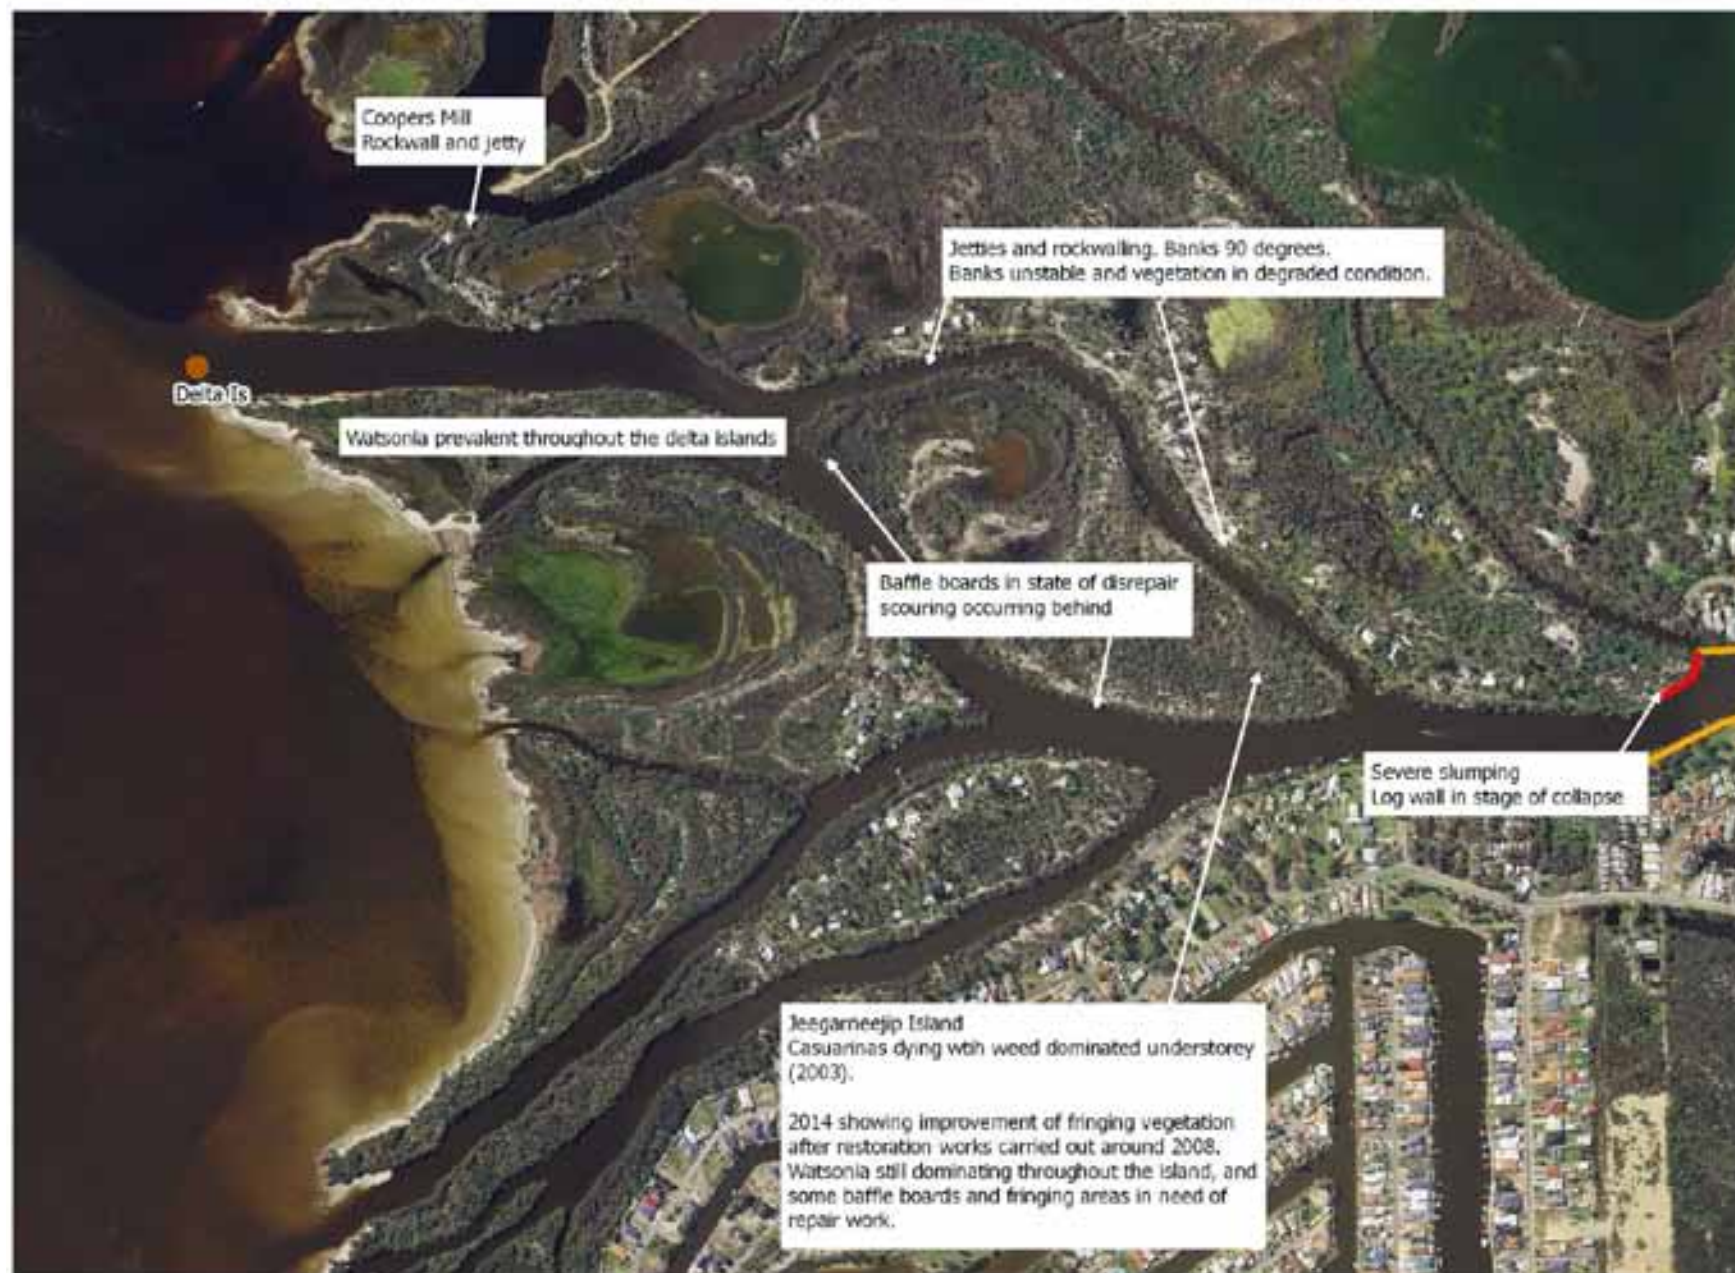 Coopers Mill
Rockwall and jetty
Jetties and rockwalling. Banks 90 degrees.
Banks unstable and vegetation in degraded condition.
Delta Is
Watsonia prevalent throughout the delta islands
Baffle boards in state of disrepair
scouring occurring behind
Severe slumping
Log wall in stage of collapse
Jeegarneejip Island
Casuarinas dying wtih weed dominated understorey
(2003).
2014 showing improvement of fringing vegetation
after restoration works carried out around 2008.
Watsonia still dominating throughout the island, and
some baffle boards and fringing areas in need of
repair work.